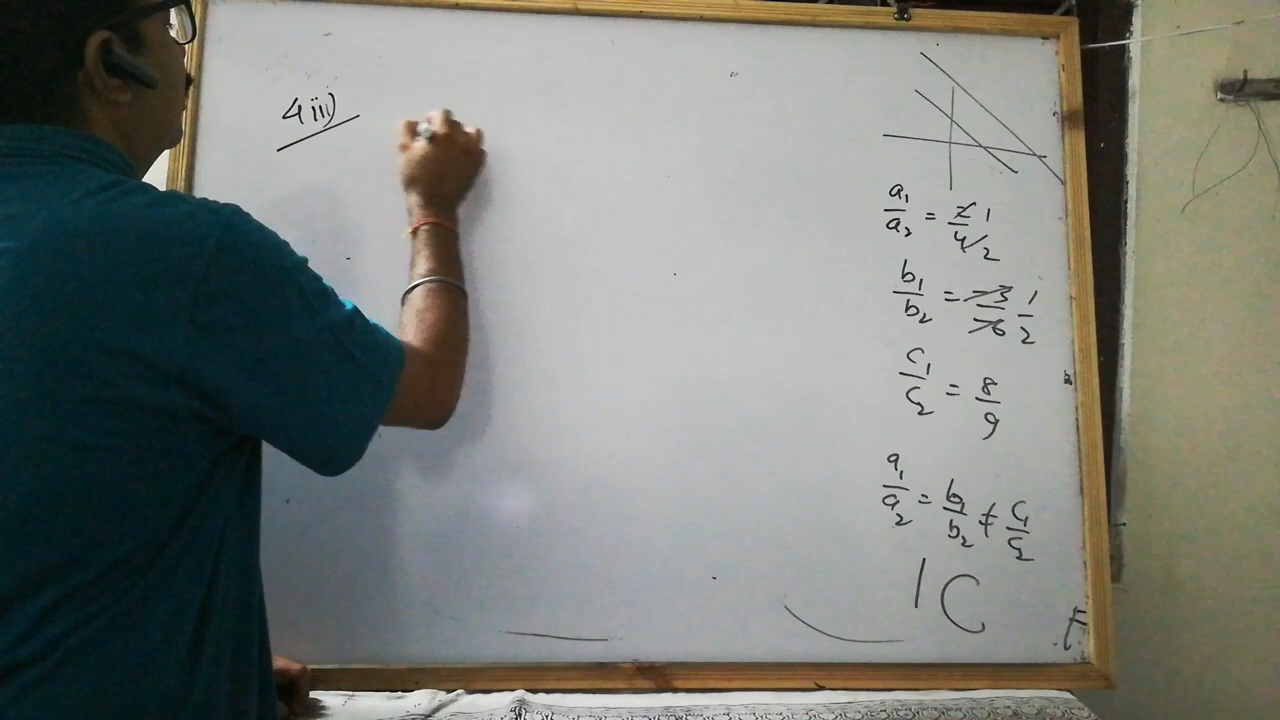 4 iii)
a₁/a₂ = 2/4 1/2
b₁/b₂ = -3/-6 1/2
c₁/c₂ = 8/9
a₁/a₂ = b₁/b₂ ≠ c₁/c₂
IC